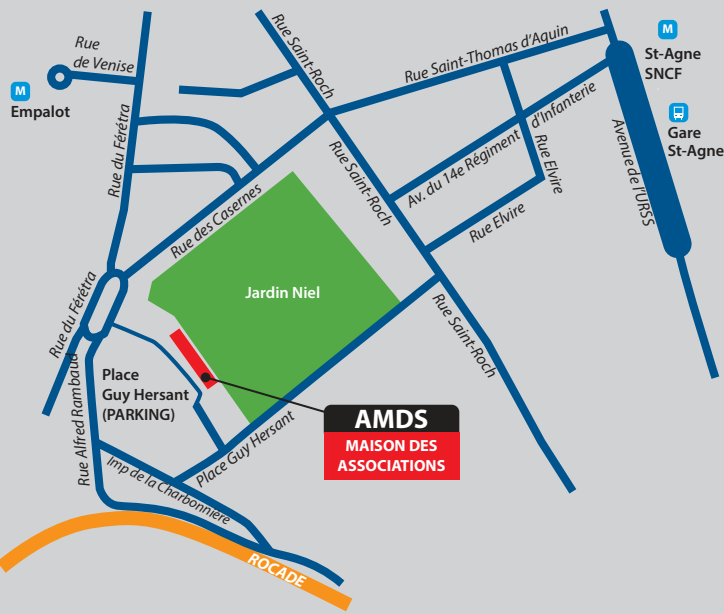 M
Empalot
Rue
de Venise
Rue Saint-Roch
Rue Saint-Thomas d'Aquin
M
St-Agne
SNCF
Gare
St-Agne
Rue du Férétra
Rue Saint-Roch
Av. du 14e Régiment d'Infanterie
Rue Elvire
Avenue de l'URSS
Rue des Casernes
Rue Elvire
Jardin Niel
Rue du Férétra
Rue Saint-Roch
Place
Guy Hersant
(PARKING)
Rue Alfred Rambaud
Place Guy Hersant
AMDS
MAISON DES
ASSOCIATIONS
Imp de la Charbonnière
ROCADE